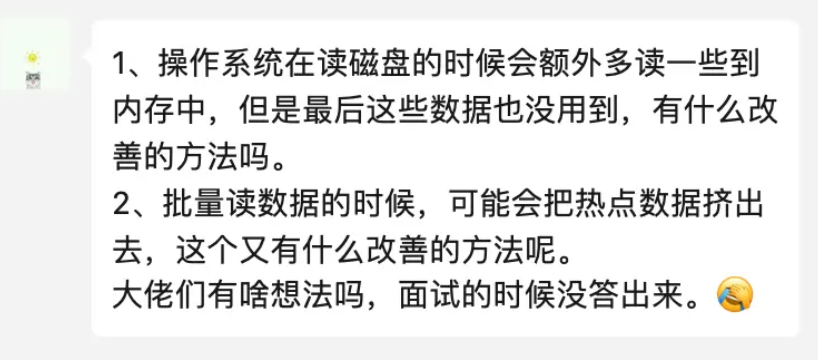 1、操作系统在读磁盘的时候会额外多读一些到
内存中，但是最后这些数据也没用到，有什么改
善的方法吗。
2、批量读数据的时候，可能会把热点数据挤出
去，这个又有什么改善的方法呢。
大佬们有啥想法吗，面试的时候没答出来。🤦